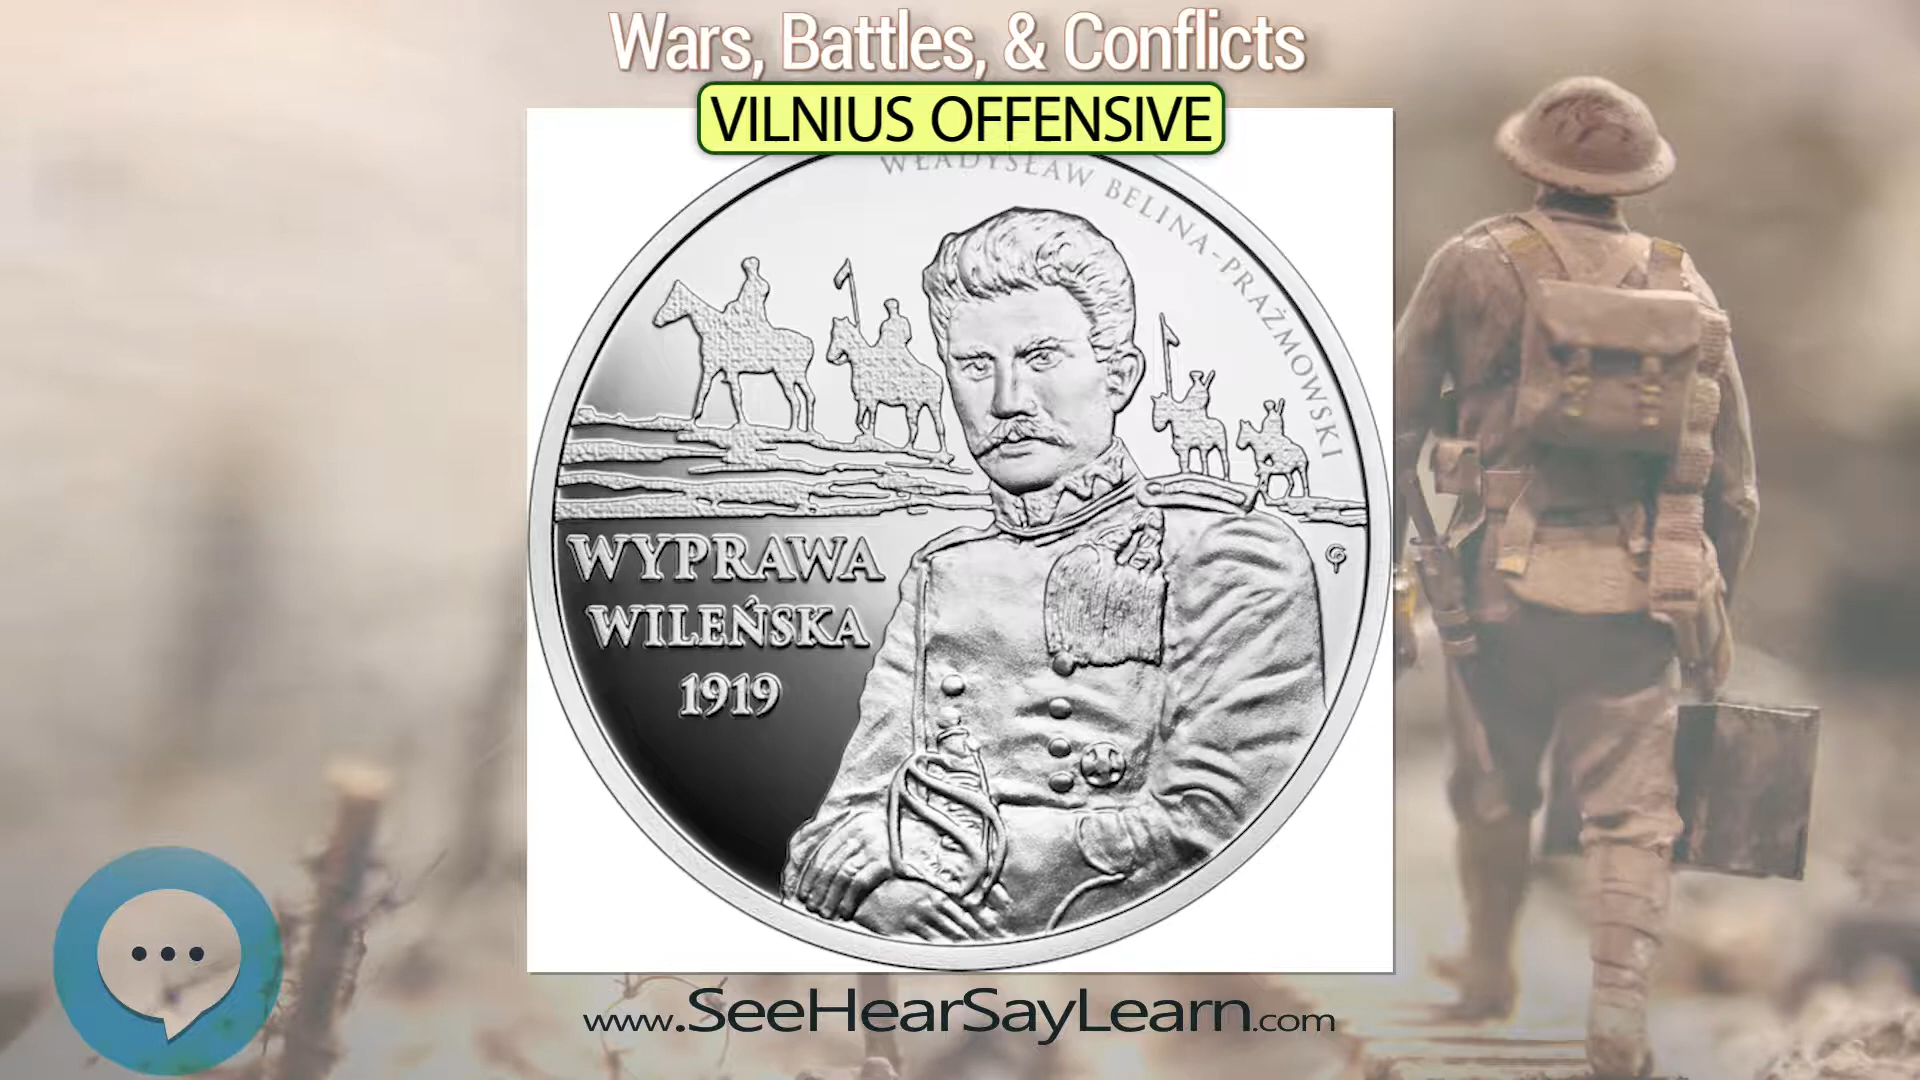 Wars, Battles, & Conflicts
VILNIUS OFFENSIVE
WŁADYSŁAW BELINA-PRAŻMOWSKI
WYPRAWA
WILEŃSKA
1919
www.SeeHearSayLearn.com